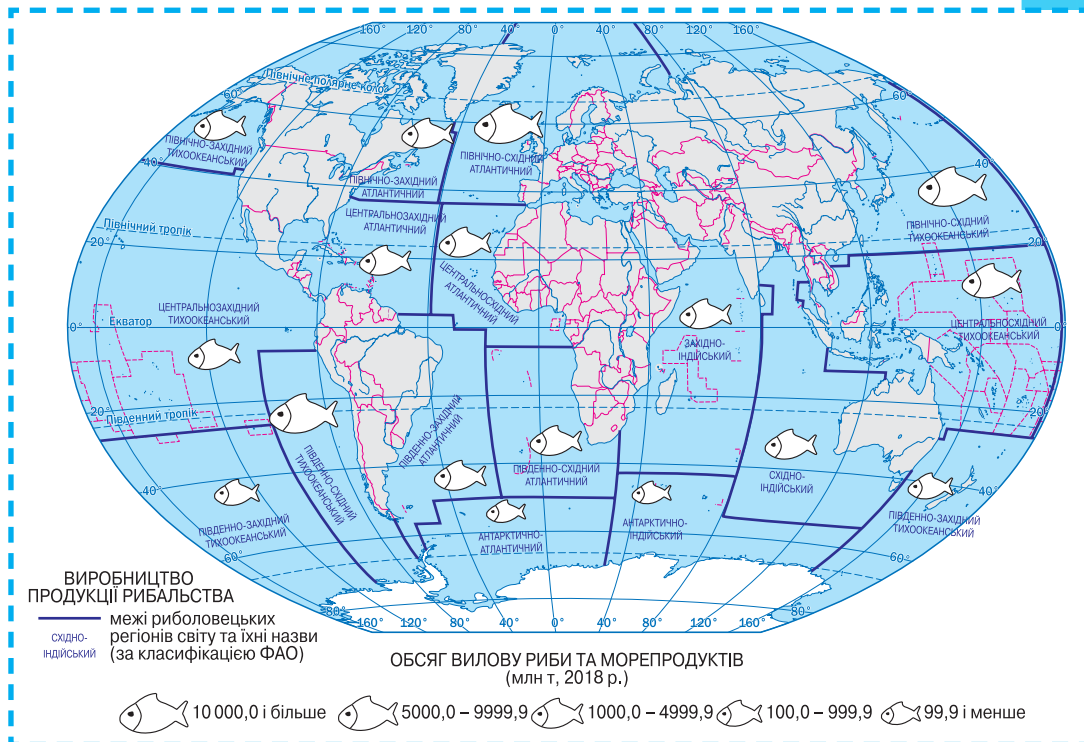 160° 120° 80° 40° 0° 40° 80° 120° 160°
Північне полярне коло
60°
60°
ПІВНІЧНО-ЗАХІДНИЙ
ТИХООКЕАНСЬКИЙ
ПІВНІЧНО-СХІДНИЙ
АТЛАНТИЧНИЙ
40°
40°
ПІВНІЧНО-ЗАХІДНИЙ
АТЛАНТИЧНИЙ
ЦЕНТРАЛЬНОЗАХІДНИЙ
АТЛАНТИЧНИЙ
Північний тропік
ПІВНІЧНО-СХІДНИЙ
ТИХООКЕАНСЬКИЙ
20°
20°
ЦЕНТРАЛЬНОСХІДНИЙ
АТЛАНТИЧНИЙ
ЦЕНТРАЛЬНОЗАХІДНИЙ
ТИХООКЕАНСЬКИЙ
Екватор
0°
0°
ЦЕНТРАЛЬНОСХІДНИЙ
ТИХООКЕАНСЬКИЙ
ЗАХІДНО-
ІНДІЙСЬКИЙ
20°
Південний тропік
20°
ПІВДЕННО-ЗАХІДНИЙ
АТЛАНТИЧНИЙ
ПІВДЕННО-СХІДНИЙ
ТИХООКЕАНСЬКИЙ
ПІВДЕННО-СХІДНИЙ
АТЛАНТИЧНИЙ
СХІДНО-
ІНДІЙСЬКИЙ
40°
40°
ПІВДЕННО-ЗАХІДНИЙ
ТИХООКЕАНСЬКИЙ
АНТАРКТИЧНО-
АТЛАНТИЧНИЙ
АНТАРКТИЧНО-
ІНДІЙСЬКИЙ
ПІВДЕННО-ЗАХІДНИЙ
ТИХООКЕАНСЬКИЙ
60°
60°
80°
80°
160° 120° 80° 40° 0° 40° 80° 120° 160°
ВИРОБНИЦТВО
ПРОДУКЦІЇ РИБАЛЬСТВА
межі риболовецьких
СХІДНО-
ІНДІЙСЬКИЙ
регіонів світу та їхні назви
(за класифікацією ФАО)
ОБСЯГ ВИЛОВУ РИБИ ТА МОРЕПРОДУКТІВ
(млн т, 2018 р.)
10 000,0 і більше 5000,0 – 9999,9 1000,0 – 4999,9 100,0 – 999,9 99,9 і менше